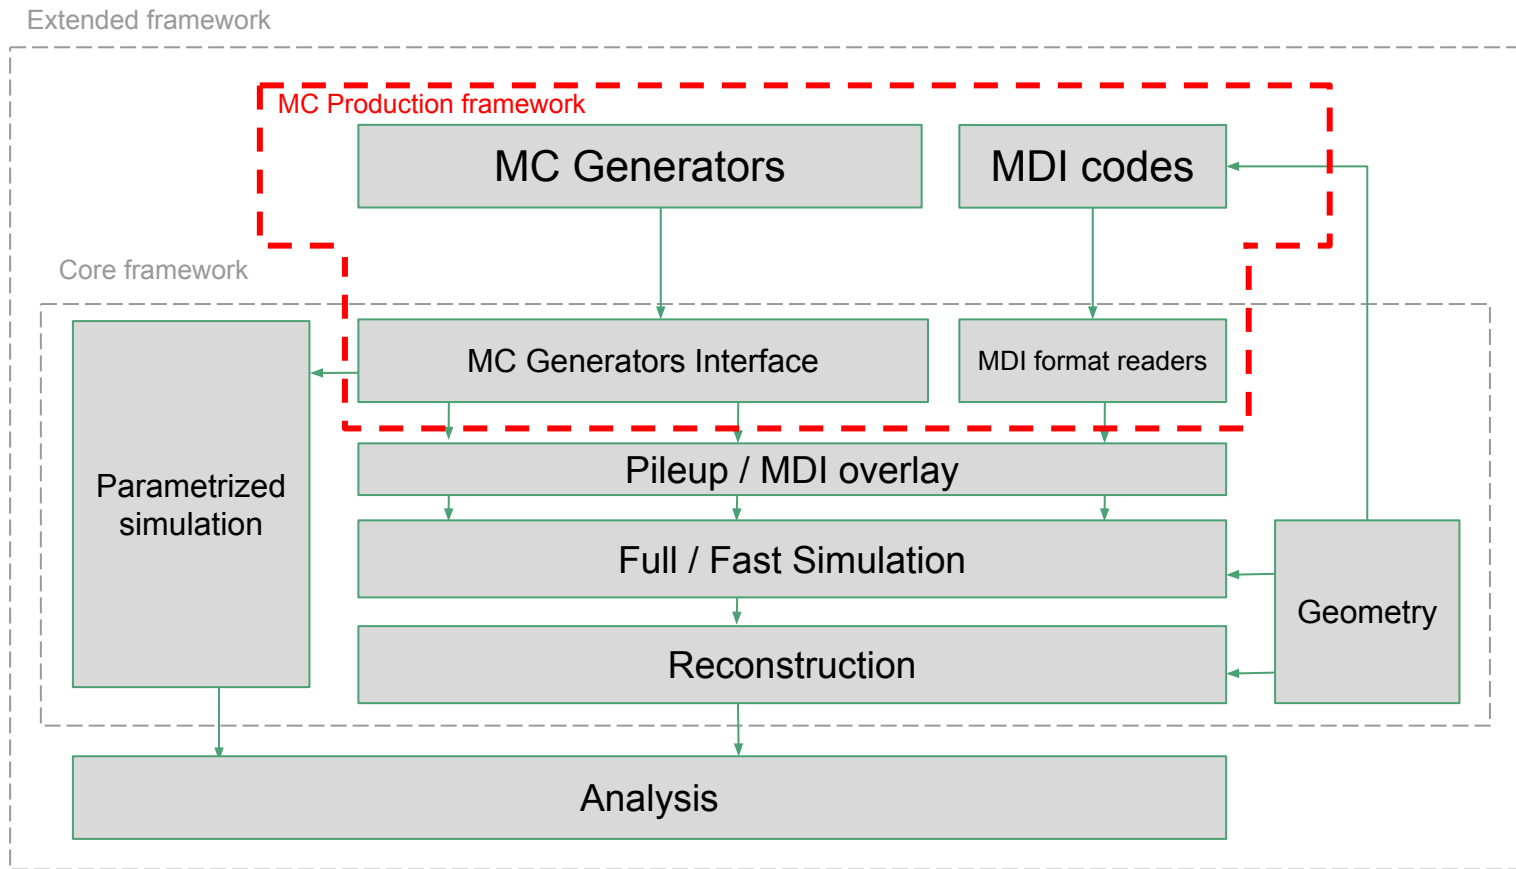 Extended framework
MC Production framework
MC Generators
MDI codes
Core framework
MC Generators Interface
MDI format readers
Parametrized
simulation
Pileup / MDI overlay
Full / Fast Simulation
Geometry
Reconstruction
Analysis